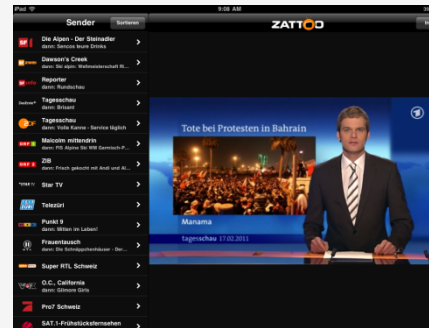 iPad
9:08 AM
Sender
Sortieren
ZATTOO
Die Alpen - Der Steinadler
dann: Sencos teure Drinks
Dawson's Creek
dann: Ski alpin: Weltmeisterschaft Ri...
Reporter
dann: Rundschau
Tagesschau
dann: Brisant
Tagesschau
dann: Volle Kanne - Service täglich
Malcolm mittendrin
dann: FIS Alpine Ski WM Garmisch-P...
ZIB
dann: Frisch gekocht mit Andi und Al...
Star TV
Telezüri
Punkt 9
dann: Mitten im Leben!
Frauentausch
dann: Die Schnäppchenhäuser - Der...
Super RTL Schweiz
O.C., California
dann: Gilmore Girls
Pro7 Schweiz
SAT.1-Frühstücksfernsehen
Tote bei Protesten in Bahrain
Manama
tagesschau 17.02.2011